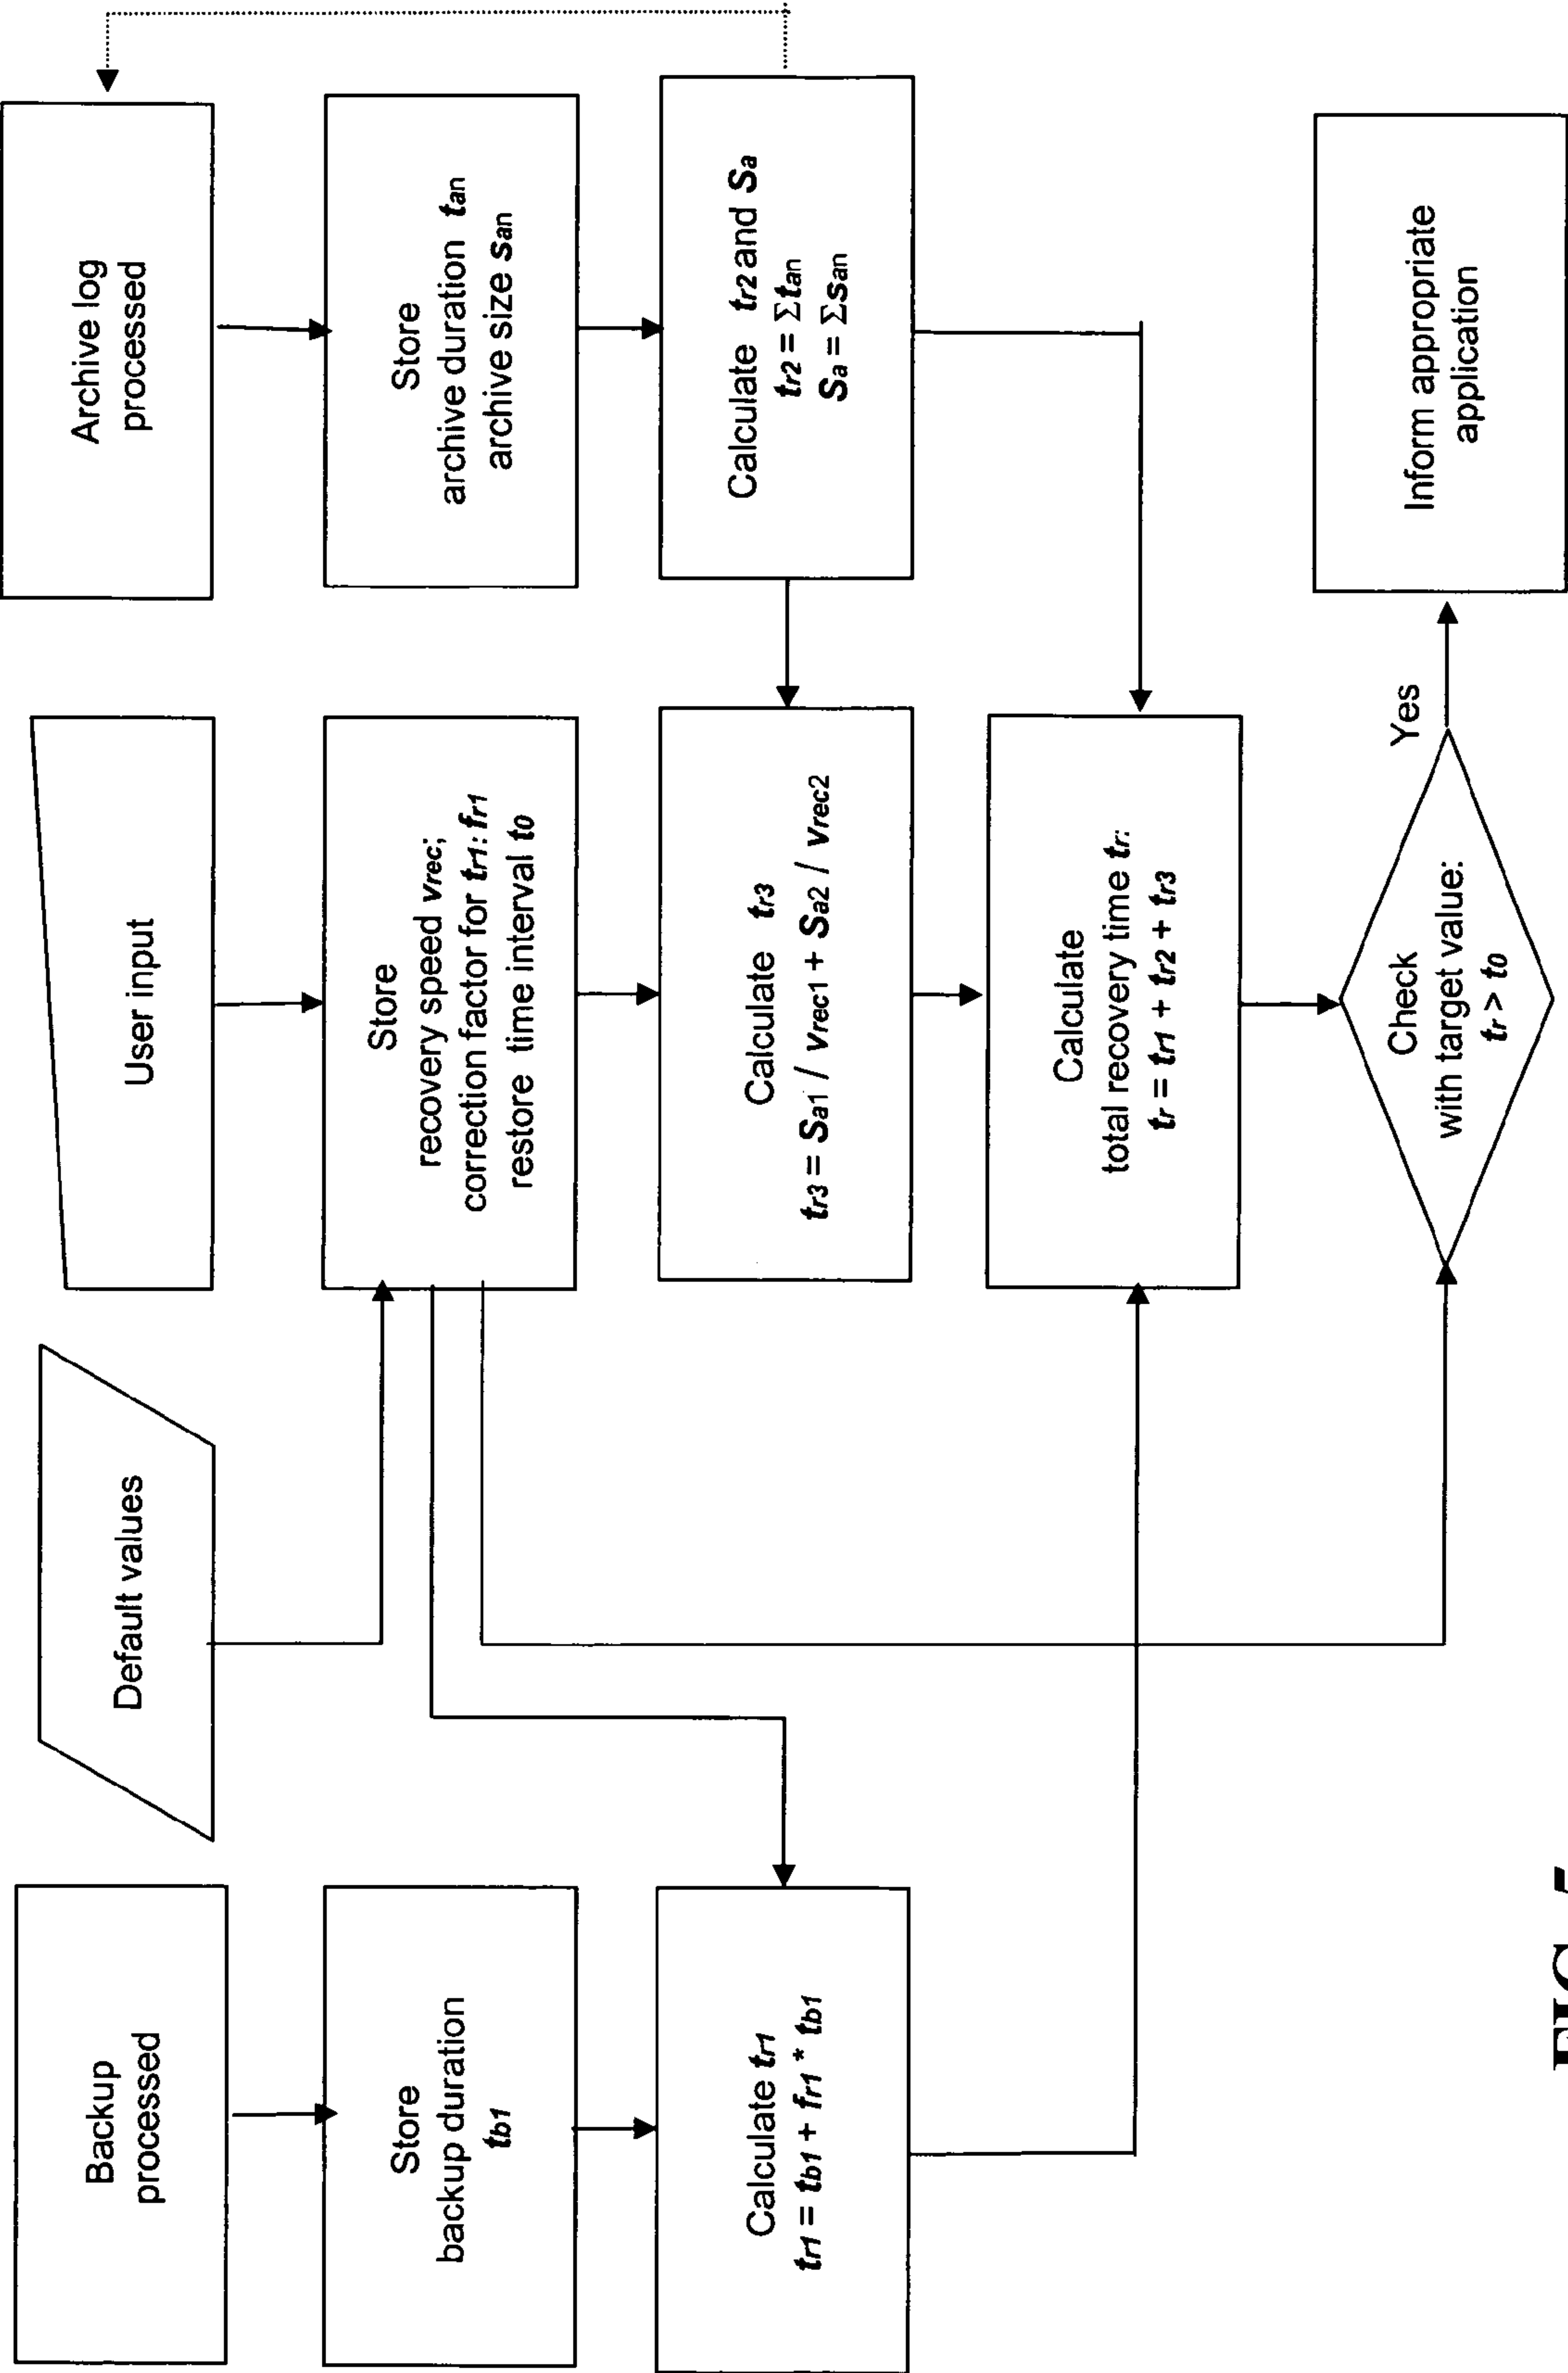 Backup
processed
Default values
User input
Archive log
processed
Store
backup duration
tb1
Store
recovery speed vrec;
correction factor for tr1: fr1
restore time interval t0
Store
archive duration tan
archive size san
Calculate tr1
tr1 = tb1 + fr1 * tb1
Calculate tr3
tr3 = Sa1 / vrec1 + Sa2 / vrec2
Calculate tr2 and Sa
tr2 = Σtan
Sa = Σsan
Calculate
total recovery time tr:
tr = tr1 + tr2 + tr3
Check
with target value:
tr > t0
Yes
Inform appropriate
application